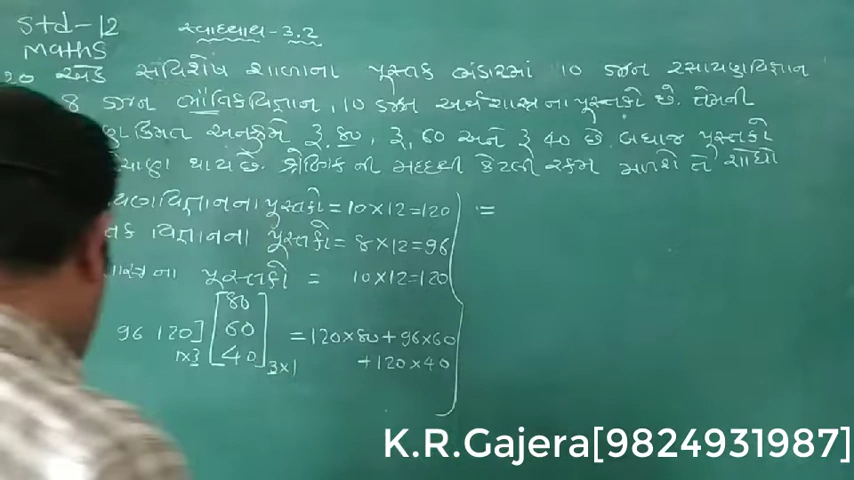 Std-12
Maths
સ્વાધ્યાય-3.2
20 એક સવિશેષ શાળાના પુસ્તક ભંડારમાં 10 ડઝન રસાયણવિજ્ઞાન
8 ડઝન ભૌતિકવિજ્ઞાન, 10 ડઝન અર્થશાસ્ત્રના પુસ્તકો છે. તેમની
કિંમત અનુક્રમે રૂ. 80, રૂ. 60 અને રૂ 40 છે બધાજ પુસ્તકો
થાય છે. શ્રેણિક ની મદદથી કેટલી રકમ મળશે તે શોધો
પુસ્તકો = 10×12=120
વિજ્ઞાનના પુસ્તકો= 8×12=96
ના પુસ્તકો = 10×12=120
96 120] 1×3 [80 60 40] 3×1 =120×80+96×60
+120×40
=
K.R.Gajera[9824931987]